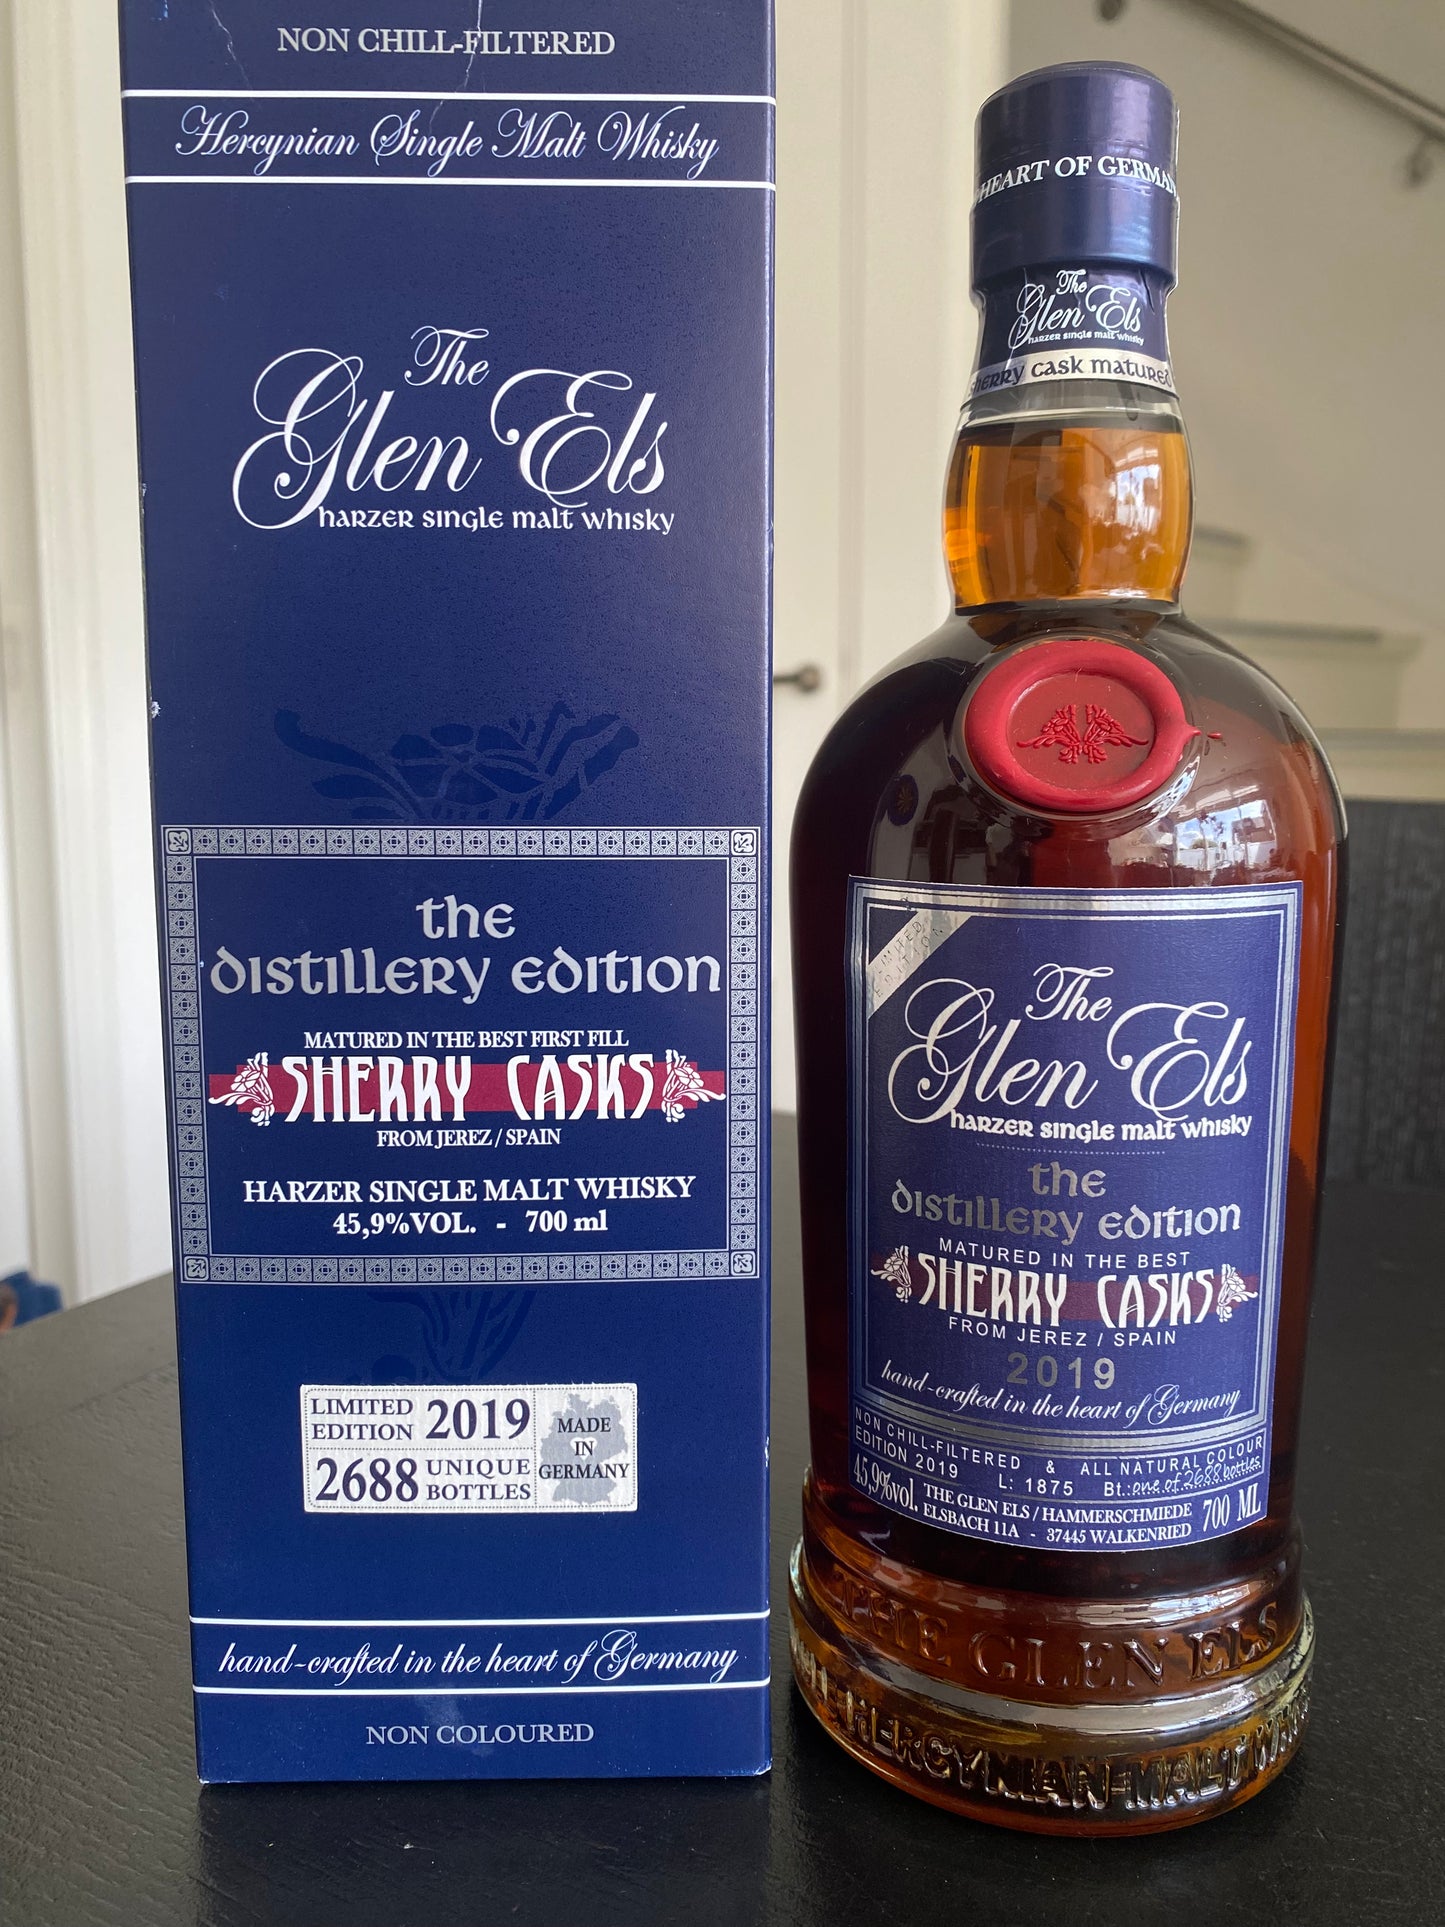 NON CHILL-FILTERED
Hercynian Single Malt Whisky
The
Glen Els
harzer single malt whisky
the
distillery edition
MATURED IN THE BEST FIRST FILL
SHERRY CASKS
FROM JEREZ / SPAIN
HARZER SINGLE MALT WHISKY
45,9%VOL. - 700 ml
LIMITED
EDITION 2019
2688 UNIQUE
BOTTLES
MADE
IN
GERMANY
hand-crafted in the heart of Germany
NON COLOURED
HEART OF GERMAN
The
Glen Els
harzer single malt whisky
sherry cask matured
LIMITED
EDITION
The
Glen Els
harzer single malt whisky
the
distillery edition
MATURED IN THE BEST
SHERRY CASKS
FROM JEREZ / SPAIN
2019
hand-crafted in the heart of Germany
NON CHILL-FILTERED & ALL NATURAL COLOUR
EDITION 2019 L: 1875 Bt.: one of 2688 bottles
45,9%vol. THE GLEN ELS / HAMMERSCHMIEDE 700 ML
ELSBACH 11A - 37445 WALKENRIED
THE GLEN ELS
HERCYNIAN MALT WH